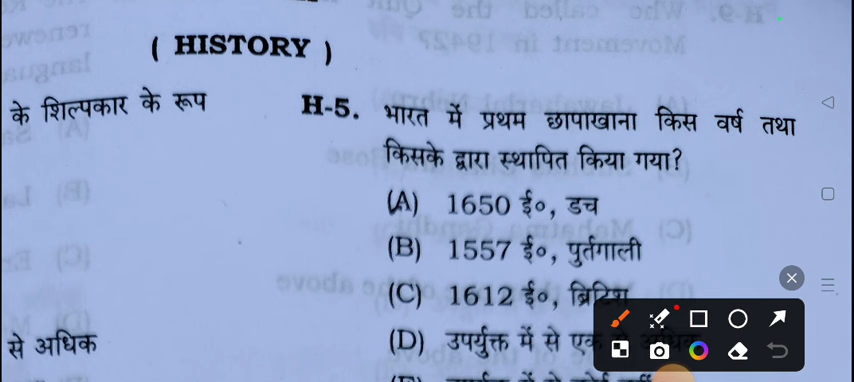 ( HISTORY )
के शिल्पकार के रूप
से अधिक
H-5. भारत में प्रथम छापाखाना किस वर्ष तथा
किसके द्वारा स्थापित किया गया?
(A) 1650 ई०, डच
(B) 1557 ई०, पुर्तगाली
(C) 1612 ई०, ब्रिटिश
(D) उपर्युक्त में से एक से अधिक